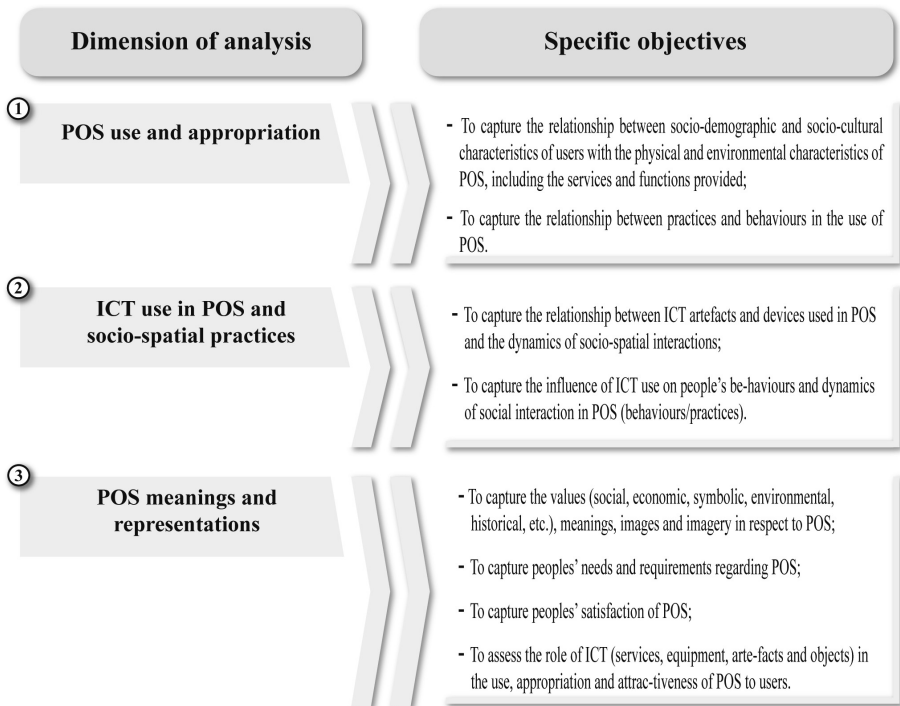 Dimension of analysis
Specific objectives
1
POS use and appropriation
- To capture the relationship between socio-demographic and socio-cultural
characteristics of users with the physical and environmental characteristics of
POS, including the services and functions provided;
- To capture the relationship between practices and behaviours in the use of
POS.
2
ICT use in POS and
socio-spatial practices
- To capture the relationship between ICT artefacts and devices used in POS
and the dynamics of socio-spatial interactions;
- To capture the influence of ICT use on people's be-haviours and dynamics
of social interaction in POS (behaviours/practices).
3
POS meanings and
representations
- To capture the values (social, economic, symbolic, environmental,
historical, etc.), meanings, images and imagery in respect to POS;
- To capture peoples' needs and requirements regarding POS;
- To capture peoples' satisfaction of POS;
- To assess the role of ICT (services, equipment, arte-facts and objects) in
the use, appropriation and attrac-tiveness of POS to users.